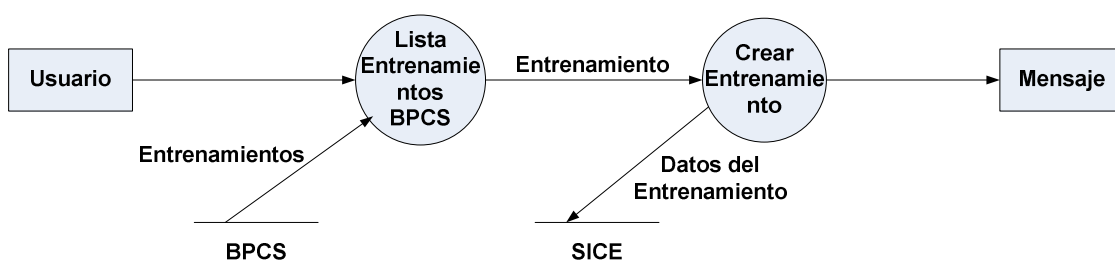 Usuario
Lista
Entrenamie
ntos
BPCS
Entrenamiento
Crear
Entrenamie
nto
Mensaje
Entrenamientos
Datos del
Entrenamiento
BPCS
SICE